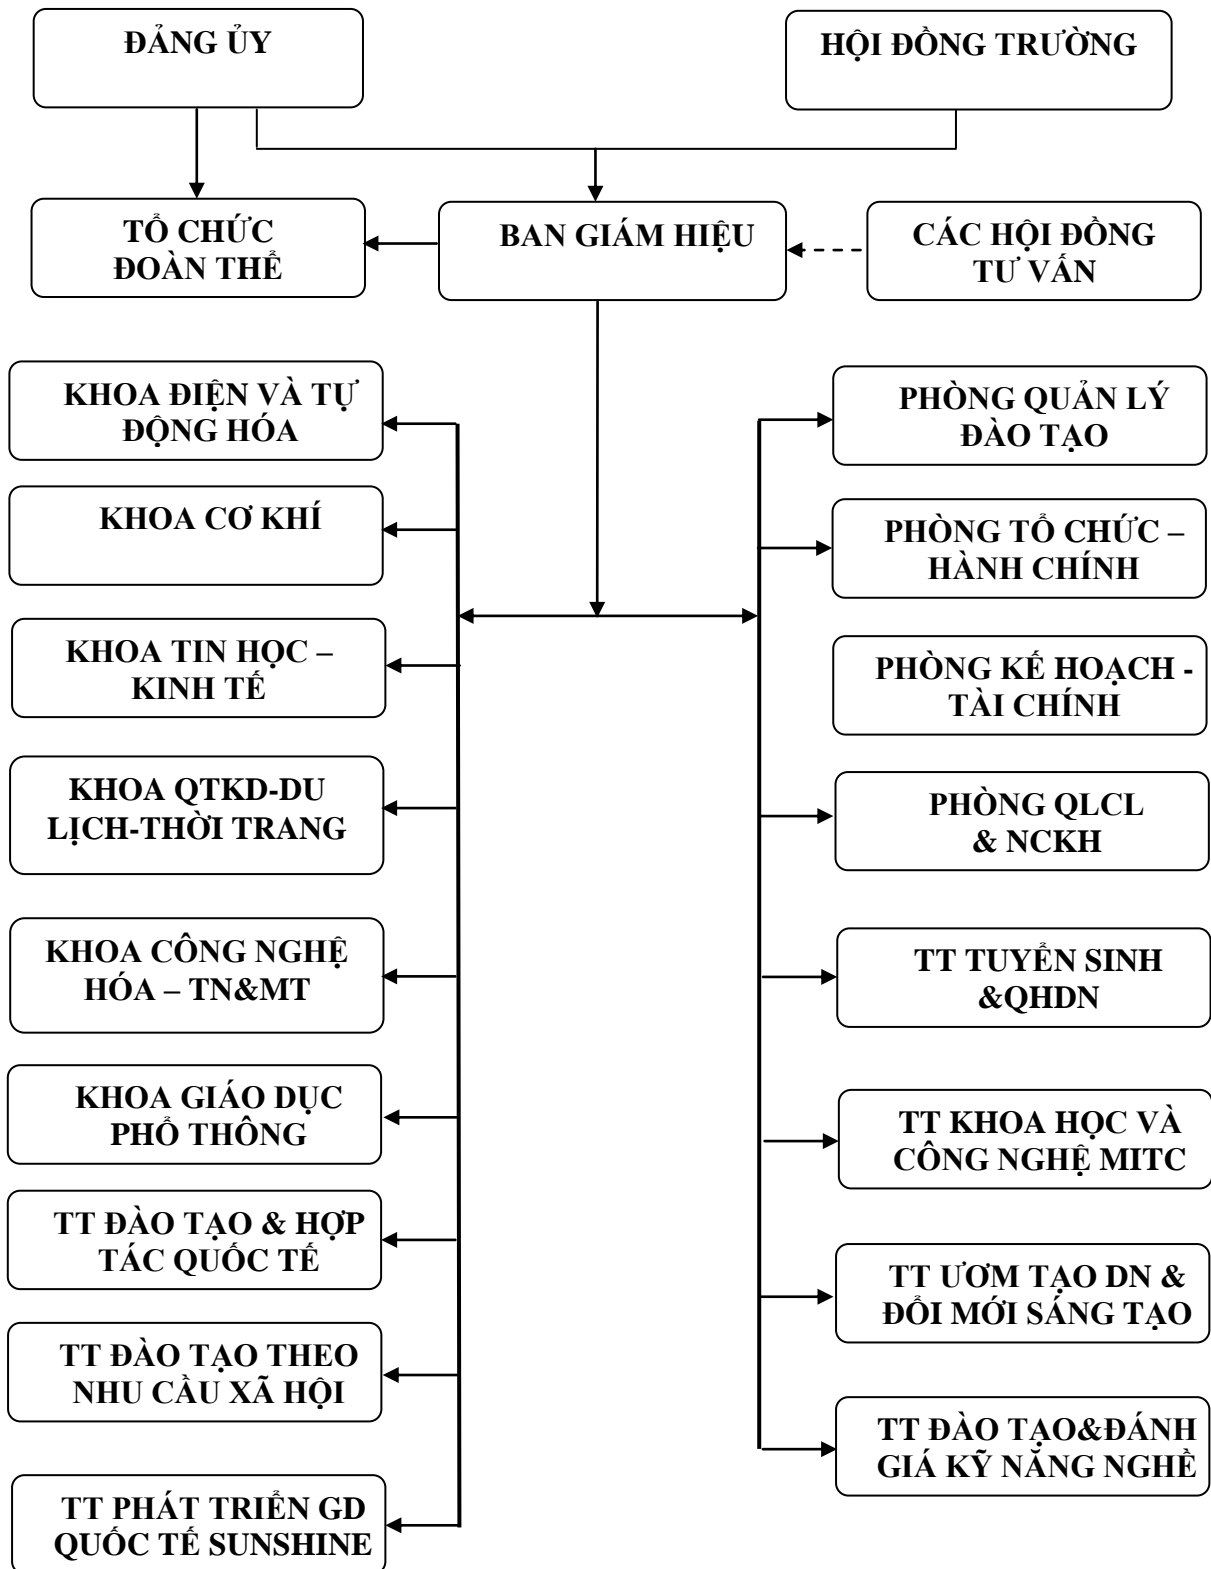 ĐẢNG ỦY
HỘI ĐỒNG TRƯỜNG
TỔ CHỨC
ĐOÀN THỂ
BAN GIÁM HIỆU
CÁC HỘI ĐỒNG
TƯ VẤN
KHOA ĐIỆN VÀ TỰ
ĐỘNG HÓA
KHOA CƠ KHÍ
KHOA TIN HỌC –
KINH TẾ
KHOA QTKD-DU
LỊCH-THỜI TRANG
KHOA CÔNG NGHỆ
HÓA – TN&MT
KHOA GIÁO DỤC
PHỔ THÔNG
TT ĐÀO TẠO & HỢP
TÁC QUỐC TẾ
TT ĐÀO TẠO THEO
NHU CẦU XÃ HỘI
TT PHÁT TRIỂN GD
QUỐC TẾ SUNSHINE
PHÒNG QUẢN LÝ
ĐÀO TẠO
PHÒNG TỔ CHỨC –
HÀNH CHÍNH
PHÒNG KẾ HOẠCH -
TÀI CHÍNH
PHÒNG QLCL
& NCKH
TT TUYỂN SINH
&QHDN
TT KHOA HỌC VÀ
CÔNG NGHỆ MITC
TT ƯƠM TẠO DN &
ĐỔI MỚI SÁNG TẠO
TT ĐÀO TẠO&ĐÁNH
GIÁ KỸ NĂNG NGHỀ